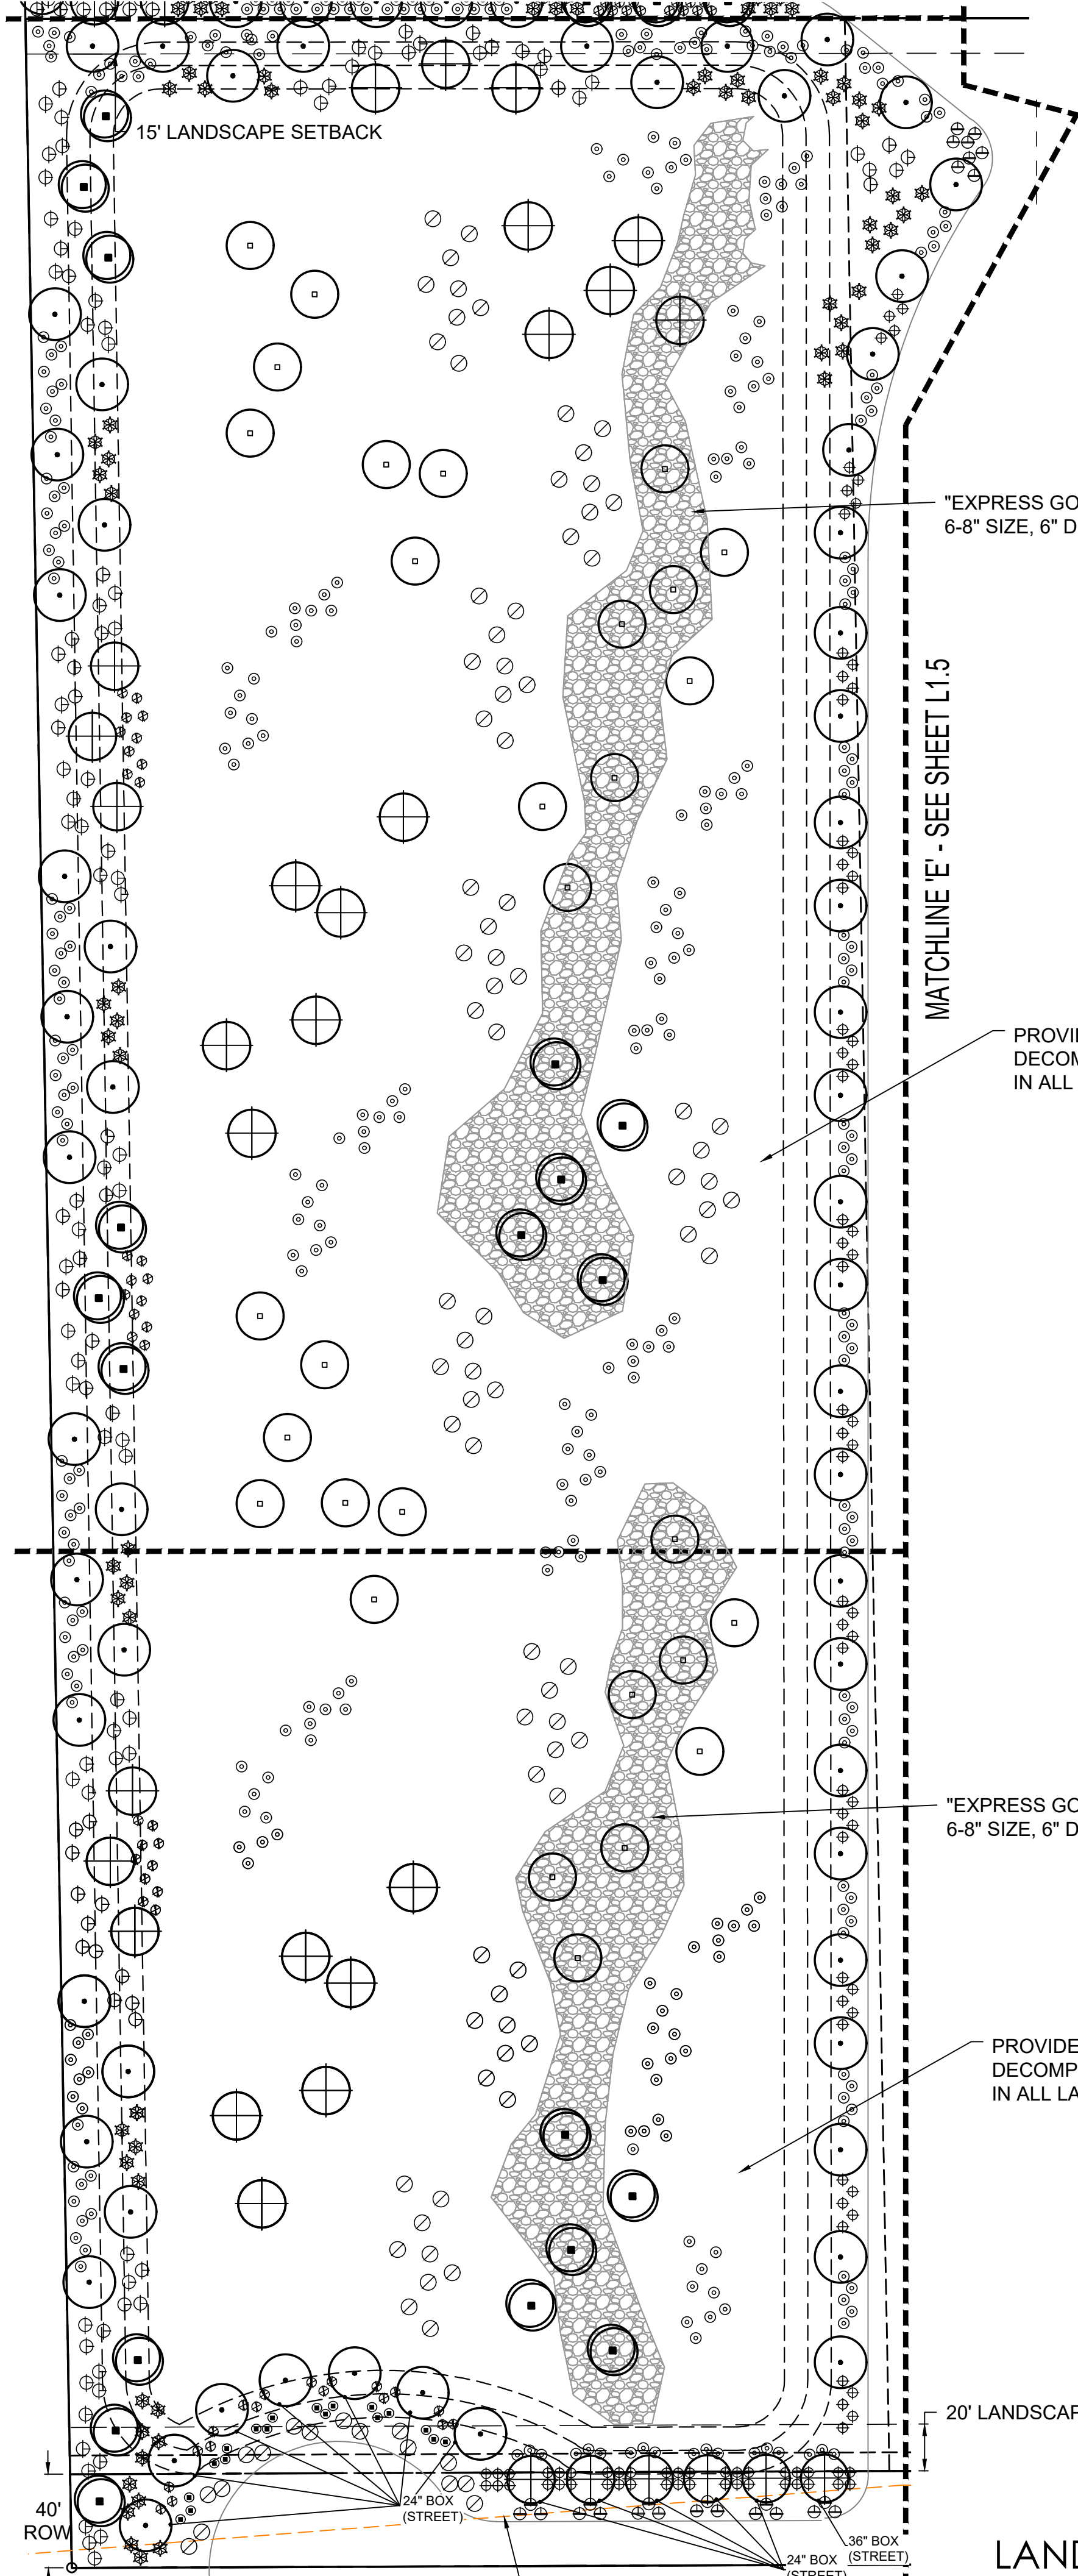 15' LANDSCAPE SETBACK
"EXPRESS GO
6-8" SIZE, 6" D
MATCHLINE 'E' - SEE SHEET L1.5
PROVI
DECOM
IN ALL
"EXPRESS GO
6-8" SIZE, 6" D
PROVIDE
DECOMP
IN ALL LA
20' LANDSCAP
40'
ROW
24" BOX
(STREET)
36" BOX
(STREET)
24" BOX
(STREET)
LAND